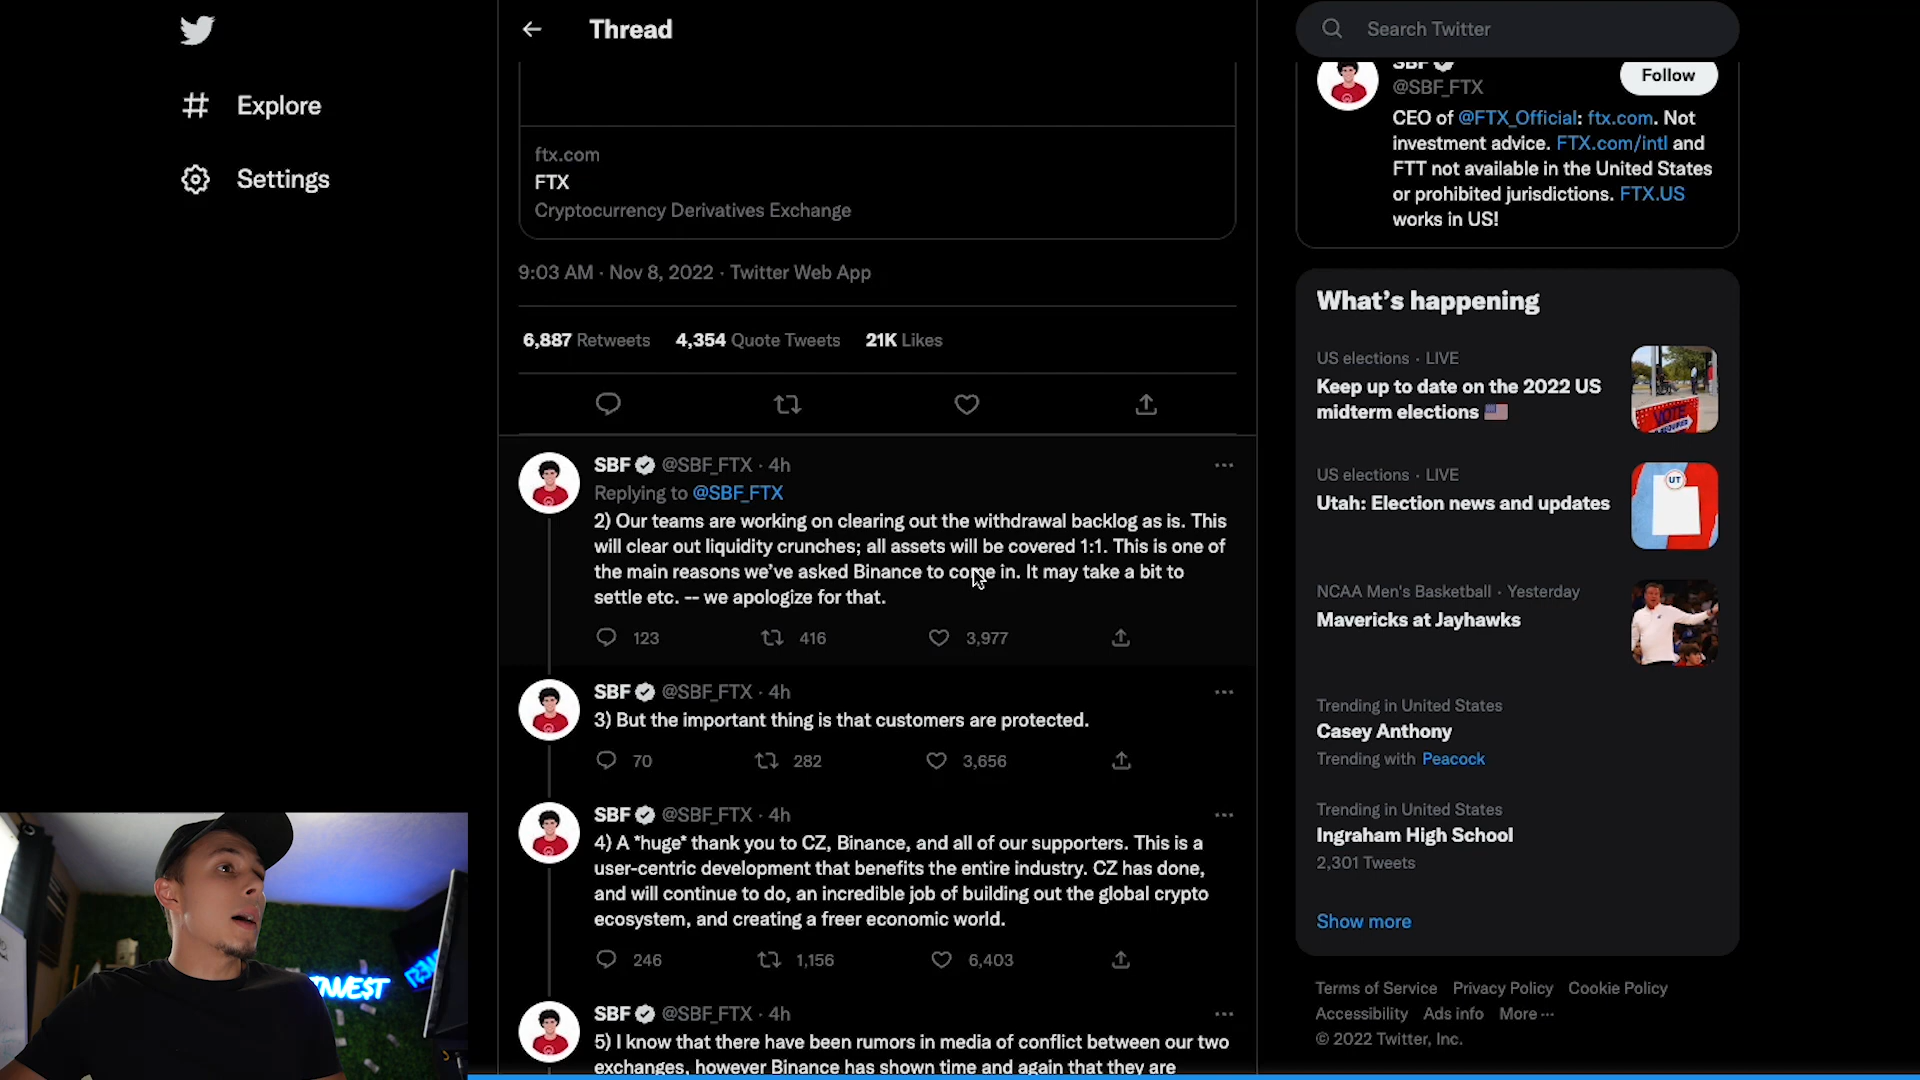 Explore
Settings
Thread
ftx.com
FTX
Cryptocurrency Derivatives Exchange
9:03 AM · Nov 8, 2022 · Twitter Web App
6,887 Retweets 4,354 Quote Tweets 21K Likes
SBF @SBF_FTX · 4h
Replying to @SBF_FTX
2) Our teams are working on clearing out the withdrawal backlog as is. This
will clear out liquidity crunches; all assets will be covered 1:1. This is one of
the main reasons we've asked Binance to come in. It may take a bit to
settle etc. -- we apologize for that.
123 416 3,977
SBF @SBF_FTX · 4h
3) But the important thing is that customers are protected.
70 282 3,656
SBF @SBF_FTX · 4h
4) A *huge* thank you to CZ, Binance, and all of our supporters. This is a
user-centric development that benefits the entire industry. CZ has done,
and will continue to do, an incredible job of building out the global crypto
ecosystem, and creating a freer economic world.
246 1,156 6,403
SBF @SBF_FTX · 4h
5) I know that there have been rumors in media of conflict between our two
exchanges, however Binance has shown time and again that they are
Search Twitter
SBF
@SBF_FTX
Follow
CEO of @FTX_Official: ftx.com. Not
investment advice. FTX.com/intl and
FTT not available in the United States
or prohibited jurisdictions. FTX.US
works in US!
What's happening
US elections · LIVE
Keep up to date on the 2022 US
midterm elections
VOTE
US elections · LIVE
Utah: Election news and updates
UT
NCAA Men's Basketball · Yesterday
Mavericks at Jayhawks
Trending in United States
Casey Anthony
Trending with Peacock
Trending in United States
Ingraham High School
2,301 Tweets
Show more
Terms of Service Privacy Policy Cookie Policy
Accessibility Ads info More ···
© 2022 Twitter, Inc.